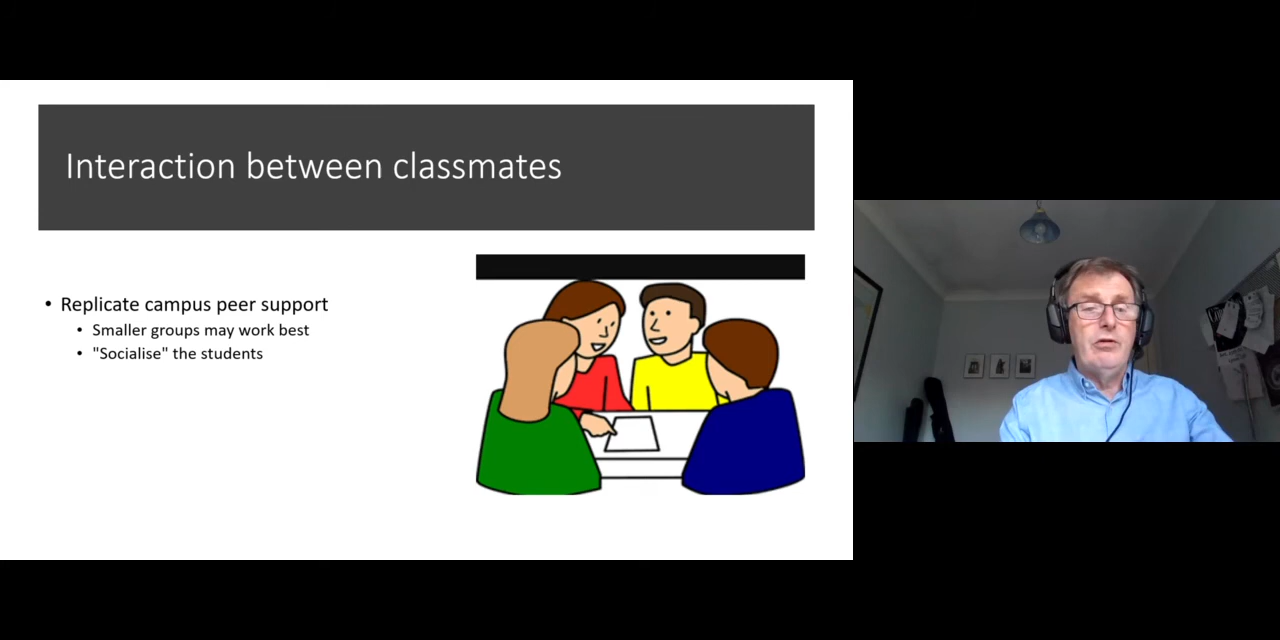 Interaction between classmates
• Replicate campus peer support
• Smaller groups may work best
• "Socialise" the students